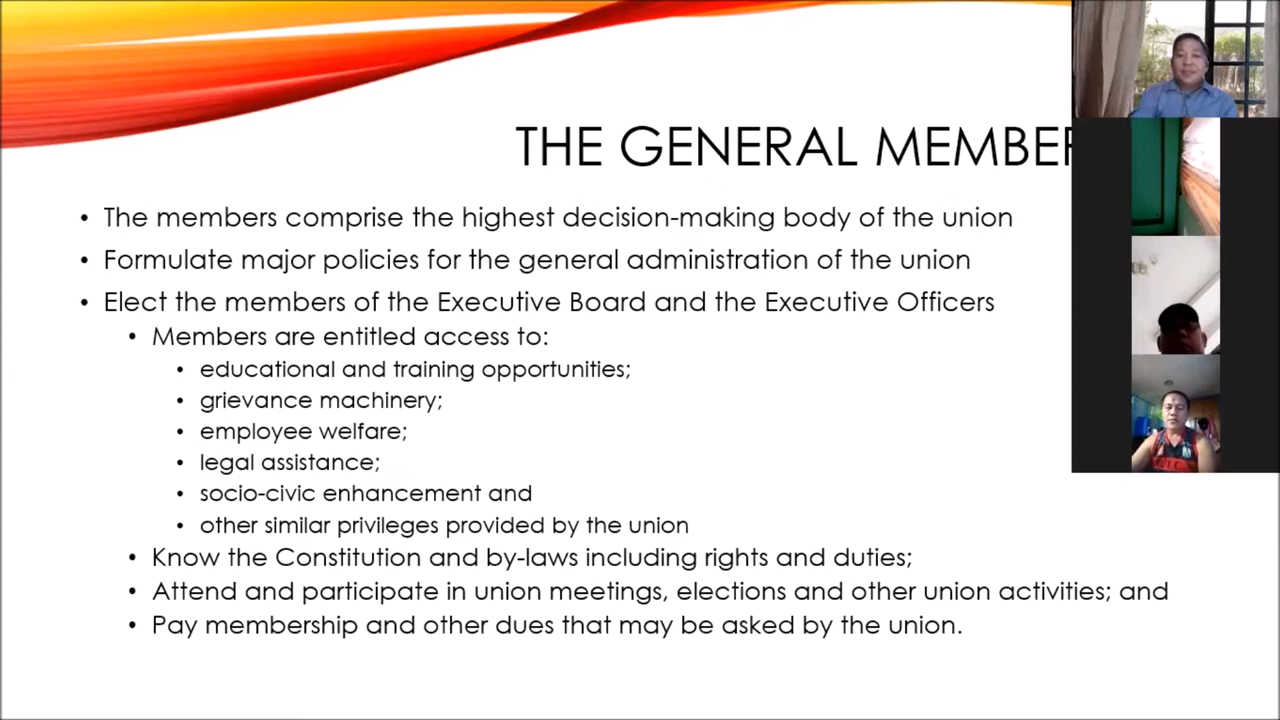 THE GENERAL MEMBER
• The members comprise the highest decision-making body of the union
• Formulate major policies for the general administration of the union
• Elect the members of the Executive Board and the Executive Officers
• Members are entitled access to:
• educational and training opportunities;
• grievance machinery;
• employee welfare;
• legal assistance;
• socio-civic enhancement and
• other similar privileges provided by the union
• Know the Constitution and by-laws including rights and duties;
• Attend and participate in union meetings, elections and other union activities; and
• Pay membership and other dues that may be asked by the union.